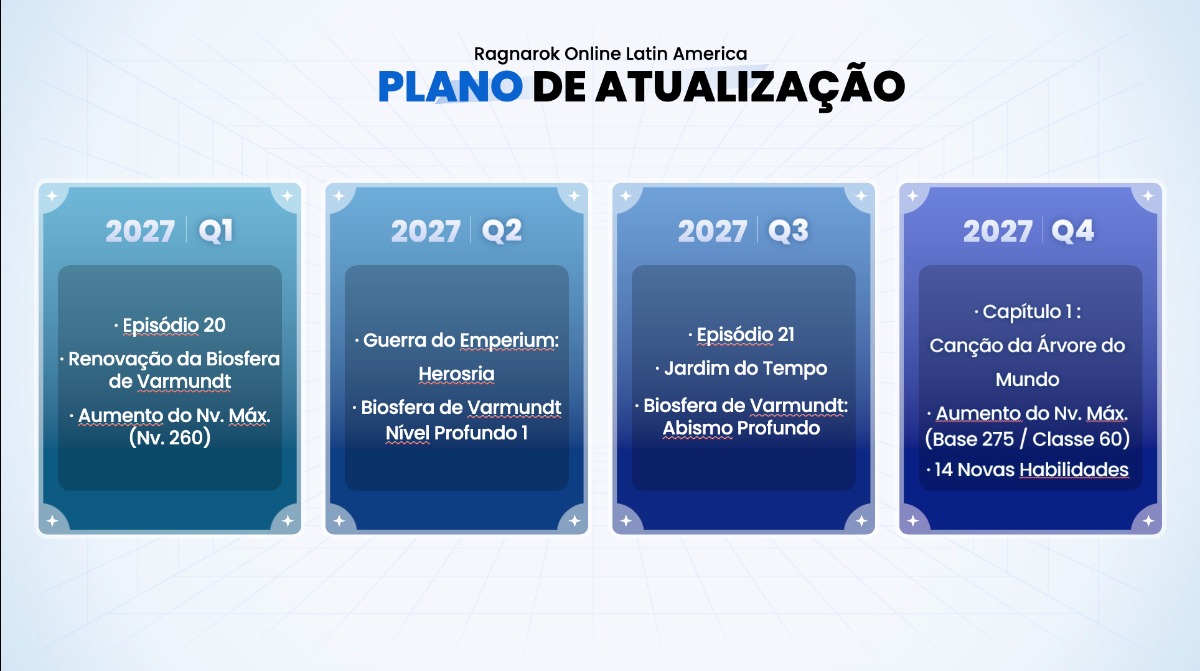 Ragnarok Online Latin America
PLANO DE ATUALIZAÇÃO
2027 | Q1
· Episódio 20
· Renovação da Biosfera
de Varmundt
· Aumento do Nv. Máx.
(Nv. 260)
2027 | Q2
· Guerra do Emperium:
Herosria
· Biosfera de Varmundt
Nível Profundo 1
2027 | Q3
· Episódio 21
· Jardim do Tempo
· Biosfera de Varmundt:
Abismo Profundo
2027 | Q4
· Capítulo 1 :
Canção da Árvore do
Mundo
· Aumento do Nv. Máx.
(Base 275 / Classe 60)
· 14 Novas Habilidades